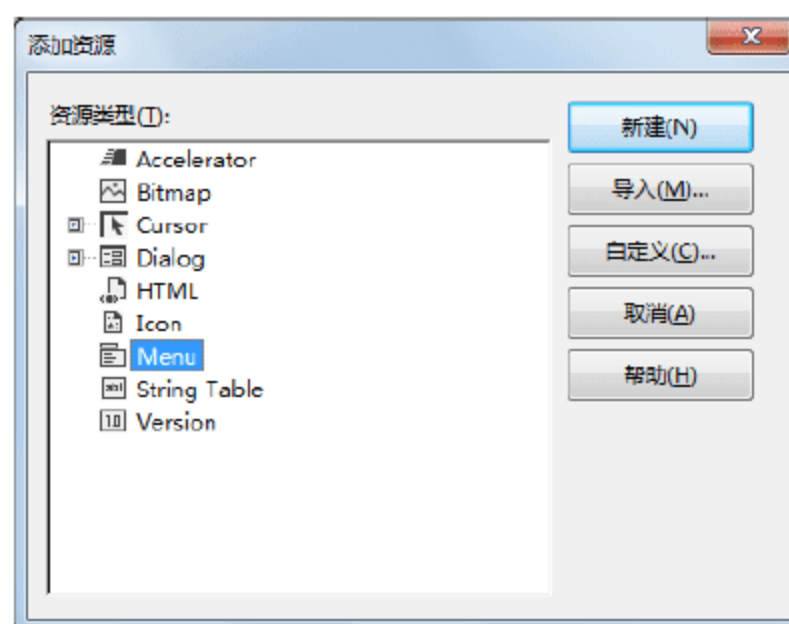 添加资源
资源类型(T):
Accelerator
Bitmap
Cursor
Dialog
HTML
Icon
Menu
String Table
Version
新建(N)
导入(M)...
自定义(C)...
取消(A)
帮助(H)